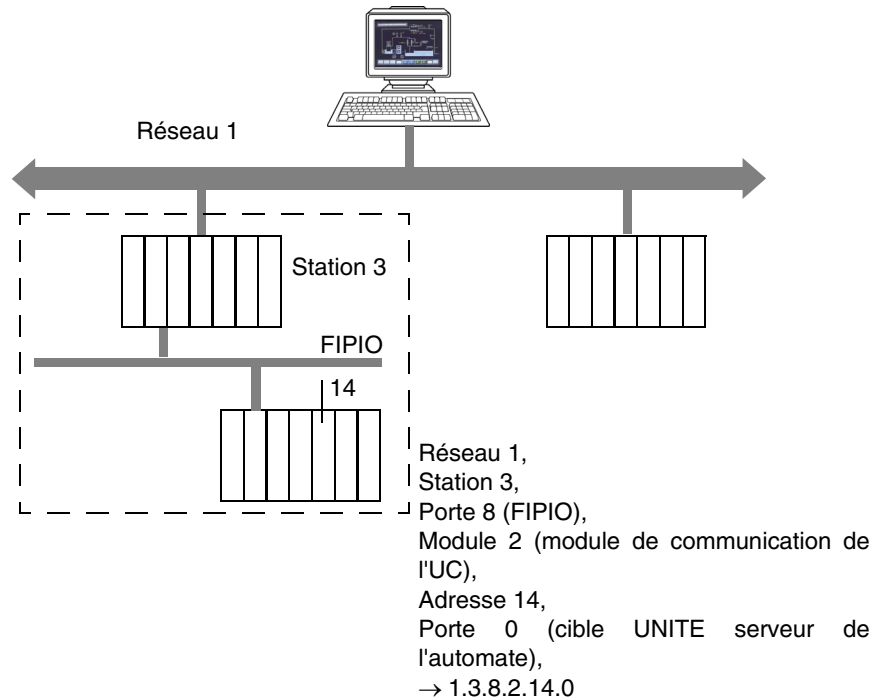 Réseau 1
Station 3
FIPIO
14
Réseau 1,
Station 3,
Porte 8 (FIPIO),
Module 2 (module de communication de
l'UC),
Adresse 14,
Porte 0 (cible UNITE serveur de
l'automate),
→ 1.3.8.2.14.0